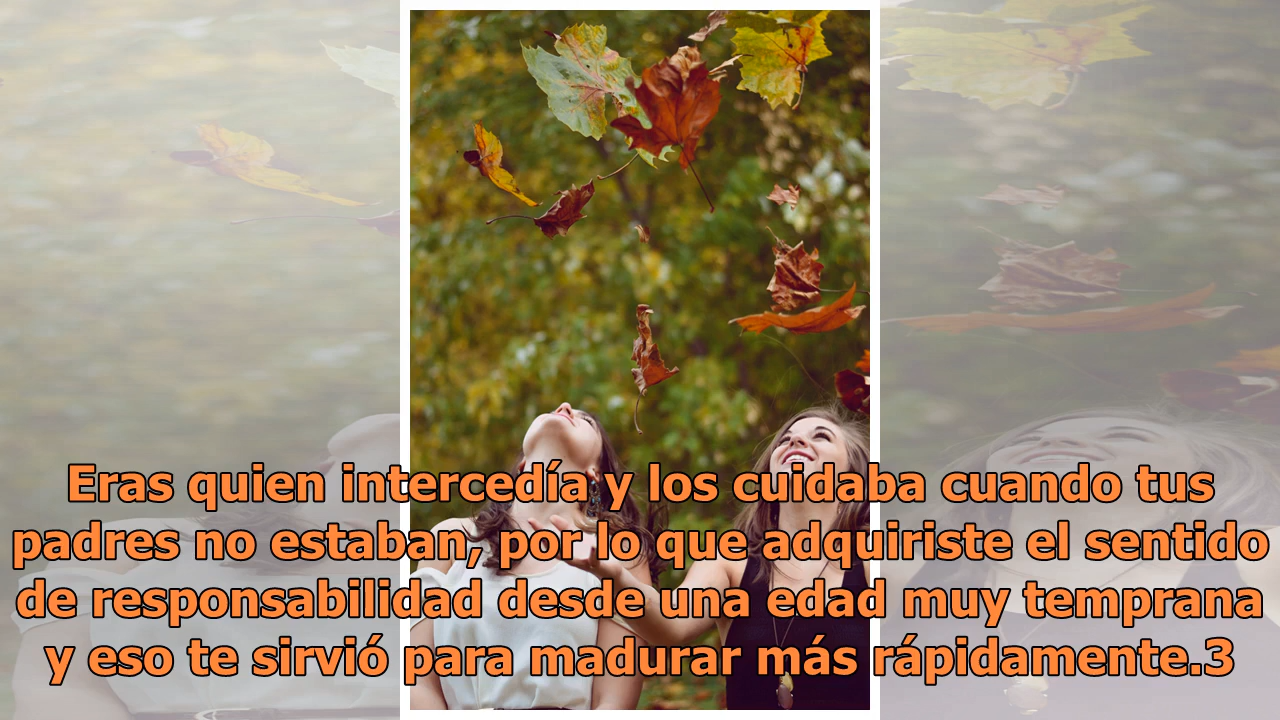 Eras quien intercedía y los cuidaba cuando tus
padres no estaban, por lo que adquiriste el sentido
de responsabilidad desde una edad muy temprana
y eso te sirvió para madurar más rápidamente.3